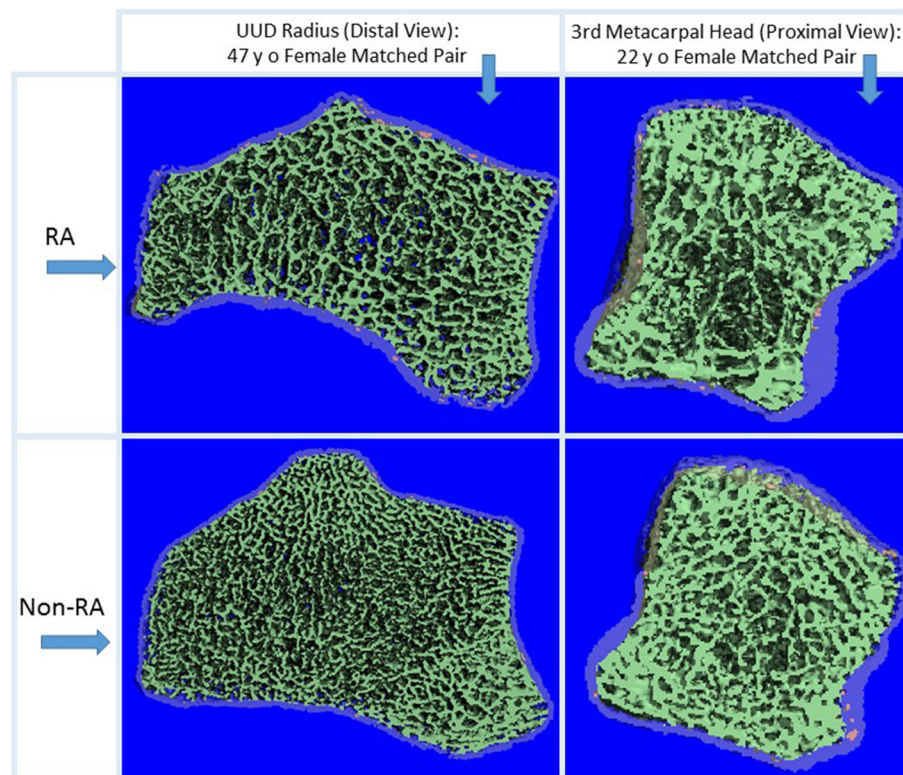 UUD Radius (Distal View):
47 y o Female Matched Pair
3rd Metacarpal Head (Proximal View):
22 y o Female Matched Pair
RA
Non-RA